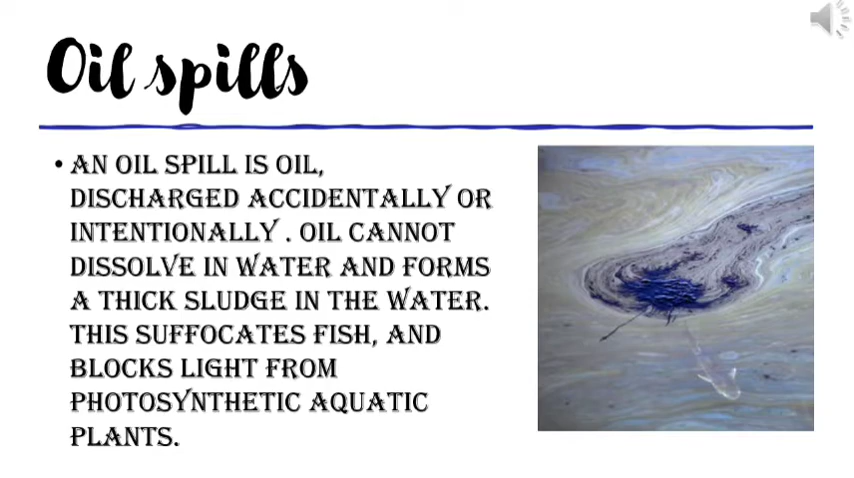 Oil spills
• AN OIL SPILL IS OIL,
DISCHARGED ACCIDENTALLY OR
INTENTIONALLY . OIL CANNOT
DISSOLVE IN WATER AND FORMS
A THICK SLUDGE IN THE WATER.
THIS SUFFOCATES FISH, AND
BLOCKS LIGHT FROM
PHOTOSYNTHETIC AQUATIC
PLANTS.